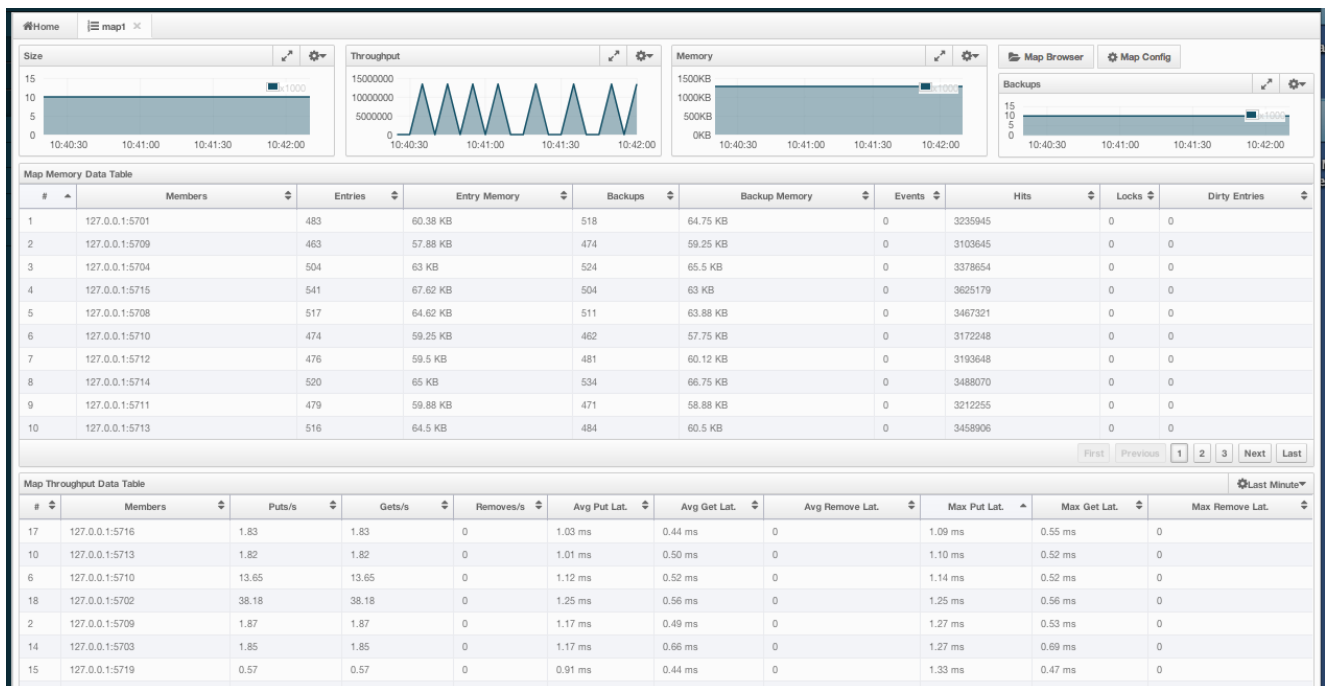 Home map1 ×
Size Throughput Memory Map Browser Map Config
Backups
15
10
5
0
x1000
10:40:30 10:41:00 10:41:30 10:42:00
15000000
10000000
5000000
0
10:40:30 10:41:00 10:41:30 10:42:00
1500KB
1000KB
500KB
0KB
x1000
10:40:30 10:41:00 10:41:30 10:42:00
15
10
5
0
x1000
10:40:30 10:41:00 10:41:30 10:42:00
Map Memory Data Table
# Members Entries Entry Memory Backups Backup Memory Events Hits Locks Dirty Entries
1 127.0.0.1:5701 483 60.38 KB 518 64.75 KB 0 3235945 0 0
2 127.0.0.1:5709 463 57.88 KB 474 59.25 KB 0 3103645 0 0
3 127.0.0.1:5704 504 63 KB 524 65.5 KB 0 3378654 0 0
4 127.0.0.1:5715 541 67.62 KB 504 63 KB 0 3625179 0 0
5 127.0.0.1:5708 517 64.62 KB 511 63.88 KB 0 3467321 0 0
6 127.0.0.1:5710 474 59.25 KB 462 57.75 KB 0 3172248 0 0
7 127.0.0.1:5712 476 59.5 KB 481 60.12 KB 0 3193648 0 0
8 127.0.0.1:5714 520 65 KB 534 66.75 KB 0 3488070 0 0
9 127.0.0.1:5711 479 59.88 KB 471 58.88 KB 0 3212255 0 0
10 127.0.0.1:5713 516 64.5 KB 484 60.5 KB 0 3458906 0 0
First Previous 1 2 3 Next Last
Map Throughput Data Table Last Minute
# Members Puts/s Gets/s Removes/s Avg Put Lat. Avg Get Lat. Avg Remove Lat. Max Put Lat. Max Get Lat. Max Remove Lat.
17 127.0.0.1:5716 1.83 1.83 0 1.03 ms 0.44 ms 0 1.09 ms 0.55 ms 0
10 127.0.0.1:5713 1.82 1.82 0 1.01 ms 0.50 ms 0 1.10 ms 0.52 ms 0
6 127.0.0.1:5710 13.65 13.65 0 1.12 ms 0.52 ms 0 1.14 ms 0.52 ms 0
18 127.0.0.1:5702 38.18 38.18 0 1.25 ms 0.56 ms 0 1.25 ms 0.56 ms 0
2 127.0.0.1:5709 1.87 1.87 0 1.17 ms 0.49 ms 0 1.27 ms 0.53 ms 0
14 127.0.0.1:5703 1.85 1.85 0 1.17 ms 0.66 ms 0 1.27 ms 0.69 ms 0
15 127.0.0.1:5719 0.57 0.57 0 0.91 ms 0.44 ms 0 1.33 ms 0.47 ms 0